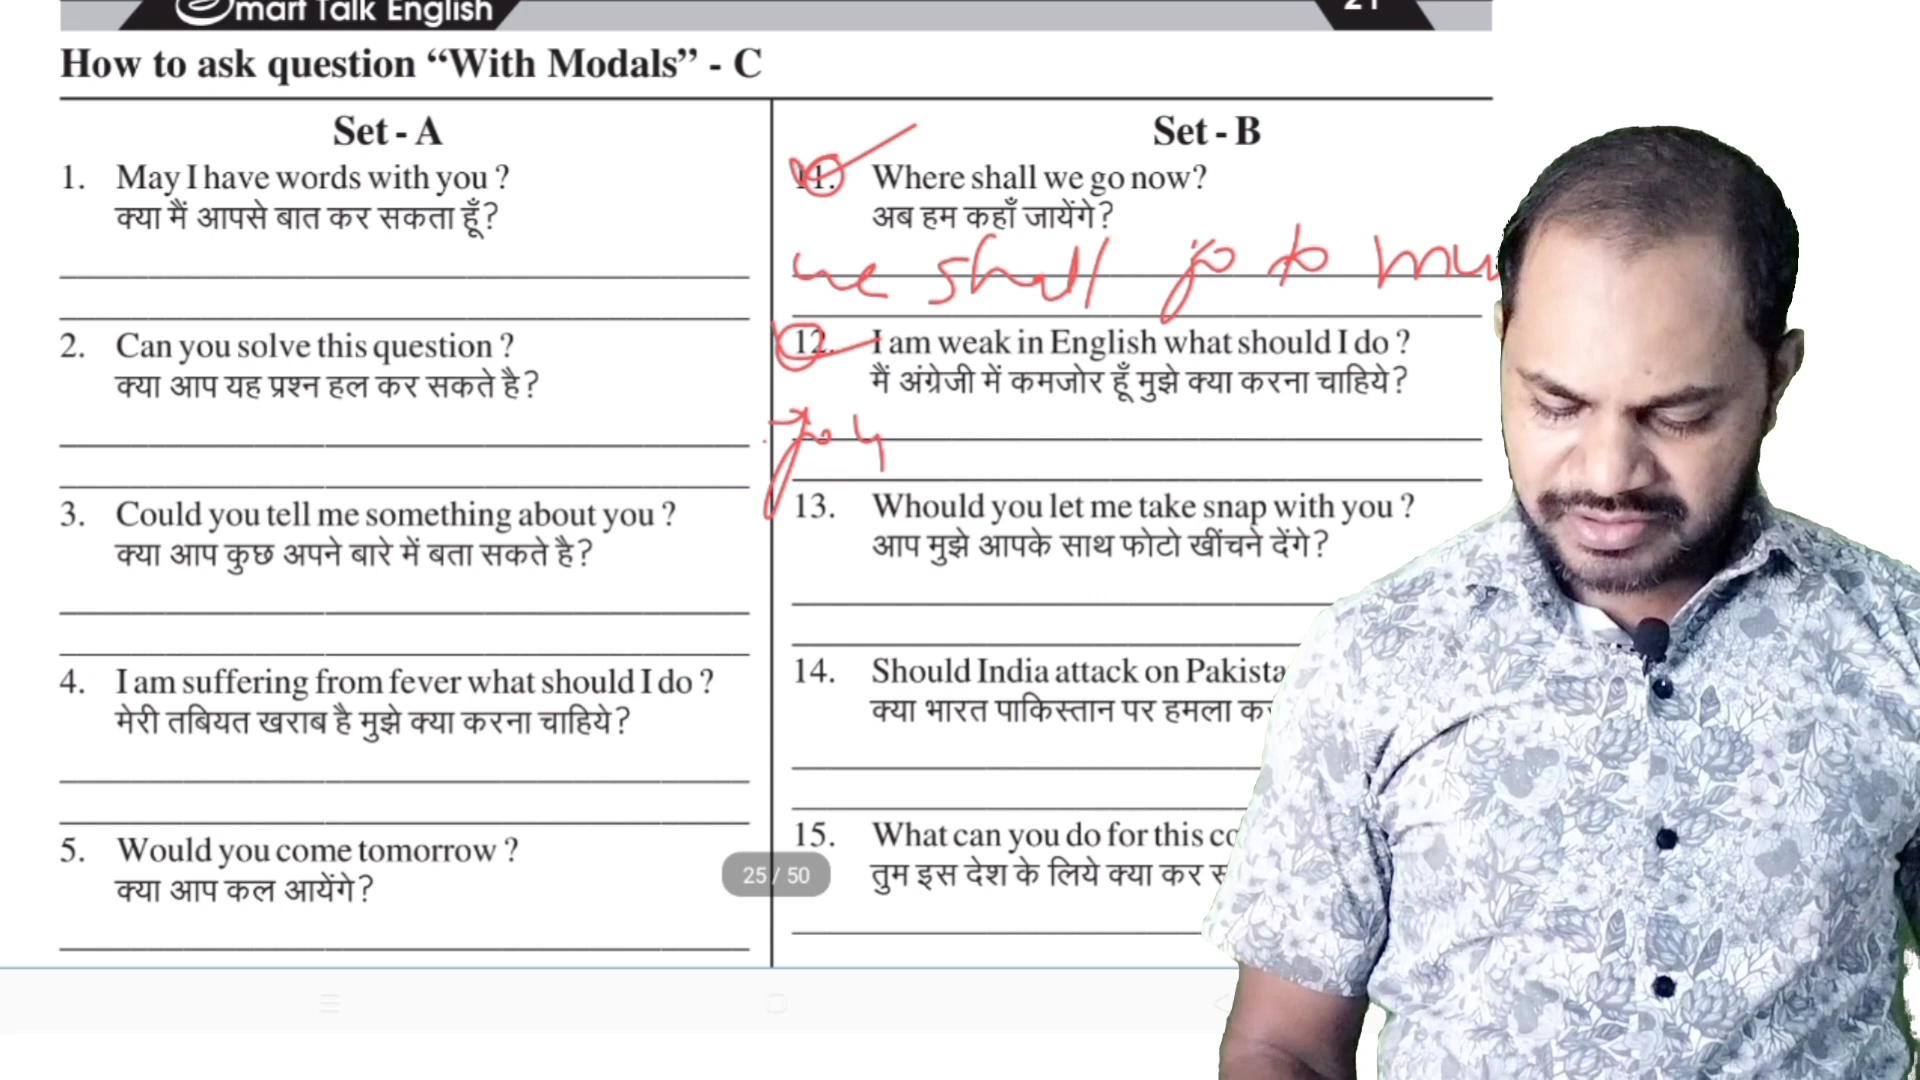 Smart Talk English
21
How to ask question “With Modals” - C
Set - A
1. May I have words with you ?
क्या मैं आपसे बात कर सकता हूँ?
2. Can you solve this question ?
क्या आप यह प्रश्न हल कर सकते है?
3. Could you tell me something about you ?
क्या आप कुछ अपने बारे में बता सकते है?
4. I am suffering from fever what should I do ?
मेरी तबियत खराब है मुझे क्या करना चाहिये?
5. Would you come tomorrow ?
क्या आप कल आयेंगे?
Set - B
11. Where shall we go now?
अब हम कहाँ जायेंगे?
we shall go to
12. I am weak in English what should I do ?
मैं अंग्रेजी में कमजोर हूँ मुझे क्या करना चाहिये?
13. Whould you let me take snap with you ?
आप मुझे आपके साथ फोटो खींचने देंगे?
14. Should India attack on Pakista
क्या भारत पाकिस्तान पर हमला कर
15. What can you do for this co
तुम इस देश के लिये क्या कर स
25 / 50